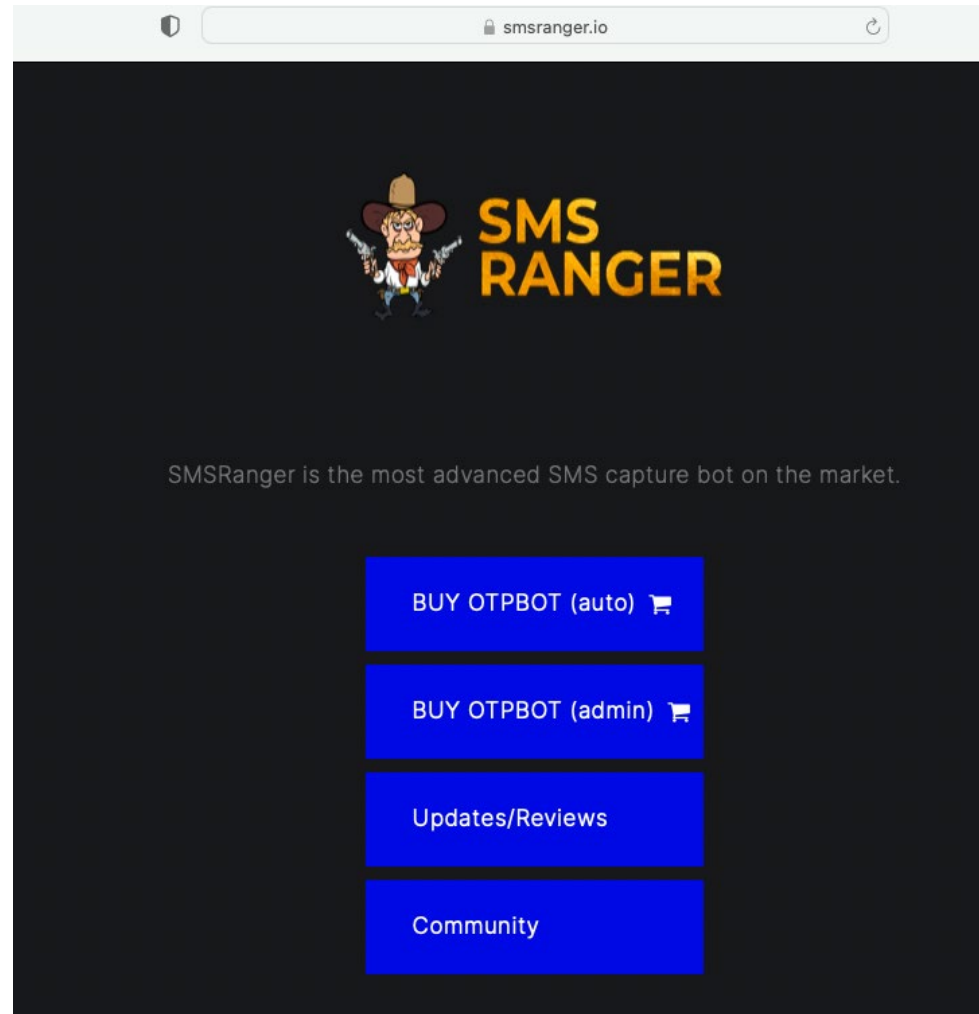 smsranger.io
SMS
RANGER
SMSRanger is the most advanced SMS capture bot on the market.
BUY OTPBOT (auto)
BUY OTPBOT (admin)
Updates/Reviews
Community